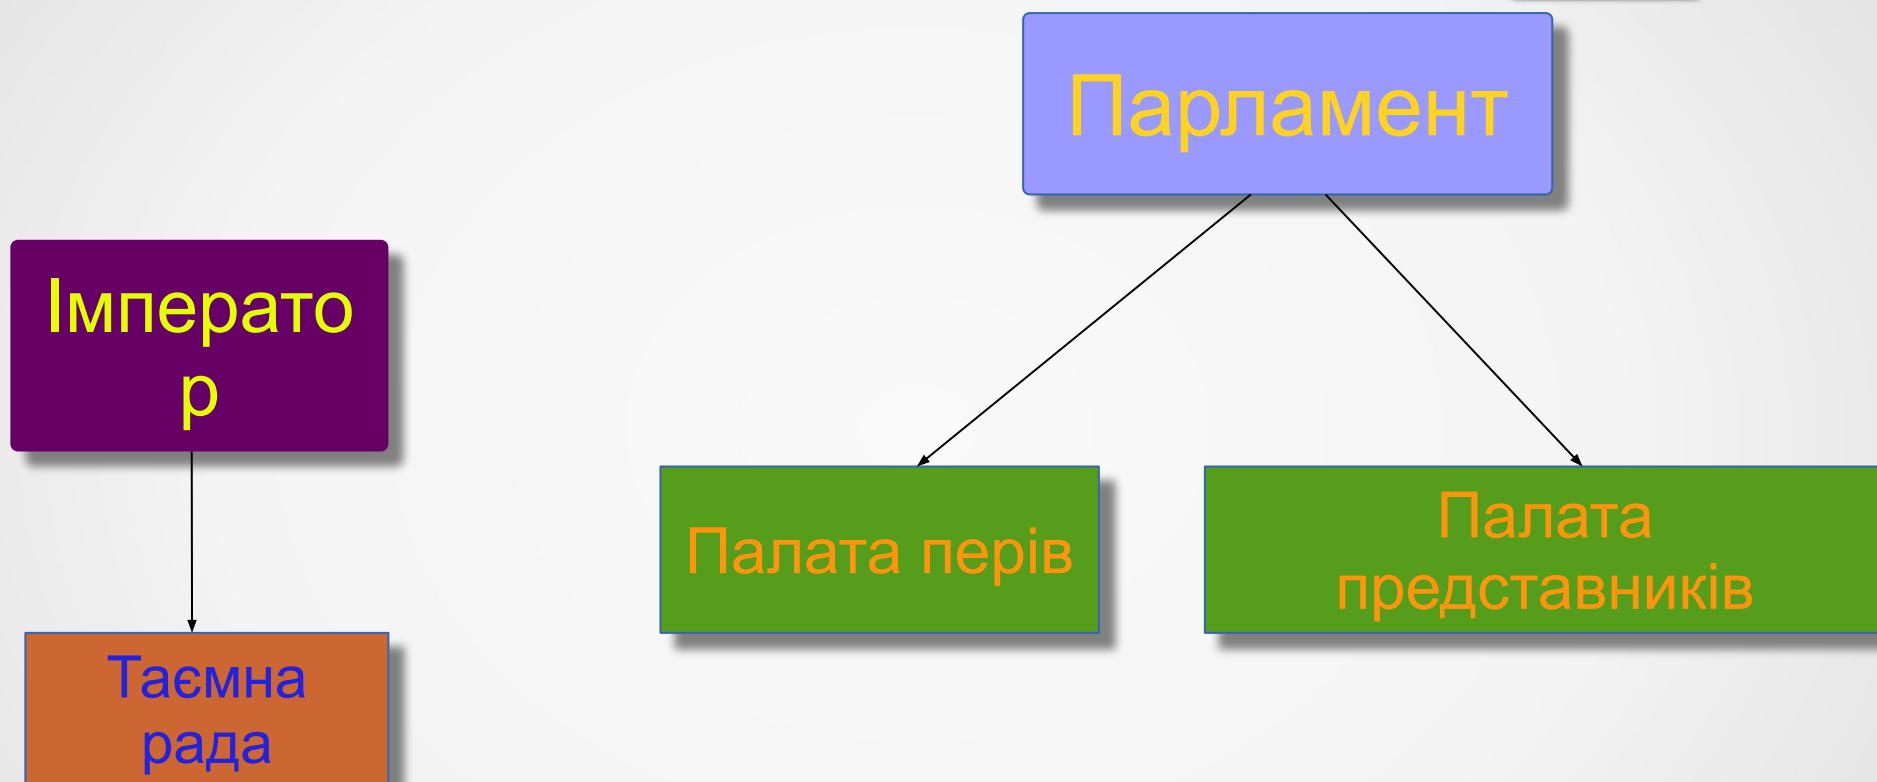 Парламент
Імперато
р
Палата перів
Палата
представників
Таємна
рада